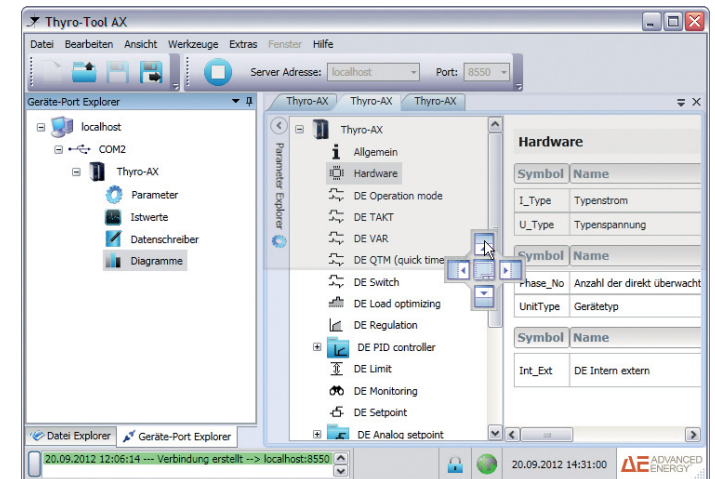 Thyro-Tool AX
Datei Bearbeiten Ansicht Werkzeuge Extras Fenster Hilfe
Server Adresse: localhost Port: 8550
Geräte-Port Explorer
localhost
COM2
Thyro-AX
Parameter
Istwerte
Datenschreiber
Diagramme
Datei Explorer Geräte-Port Explorer
Thyro-AX Thyro-AX Thyro-AX
Parameter Explorer
Thyro-AX
Allgemein
Hardware
DE Operation mode
DE TAKT
DE VAR
DE QTM (quick time
DE Switch
DE Load optimizing
DE Regulation
DE PID controller
DE Limit
DE Monitoring
DE Setpoint
DE Analog setpoint
Hardware
Symbol Name
I_Type Typenstrom
U_Type Typenspannung
Symbol Name
Phase_No Anzahl der direkt überwacht
UnitType Gerätetyp
Symbol Name
Int_Ext DE Intern extern
20.09.2012 12:06:14 --- Verbindung erstellt --> localhost:8550
20.09.2012 14:31:00
AE ADVANCED
ENERGY